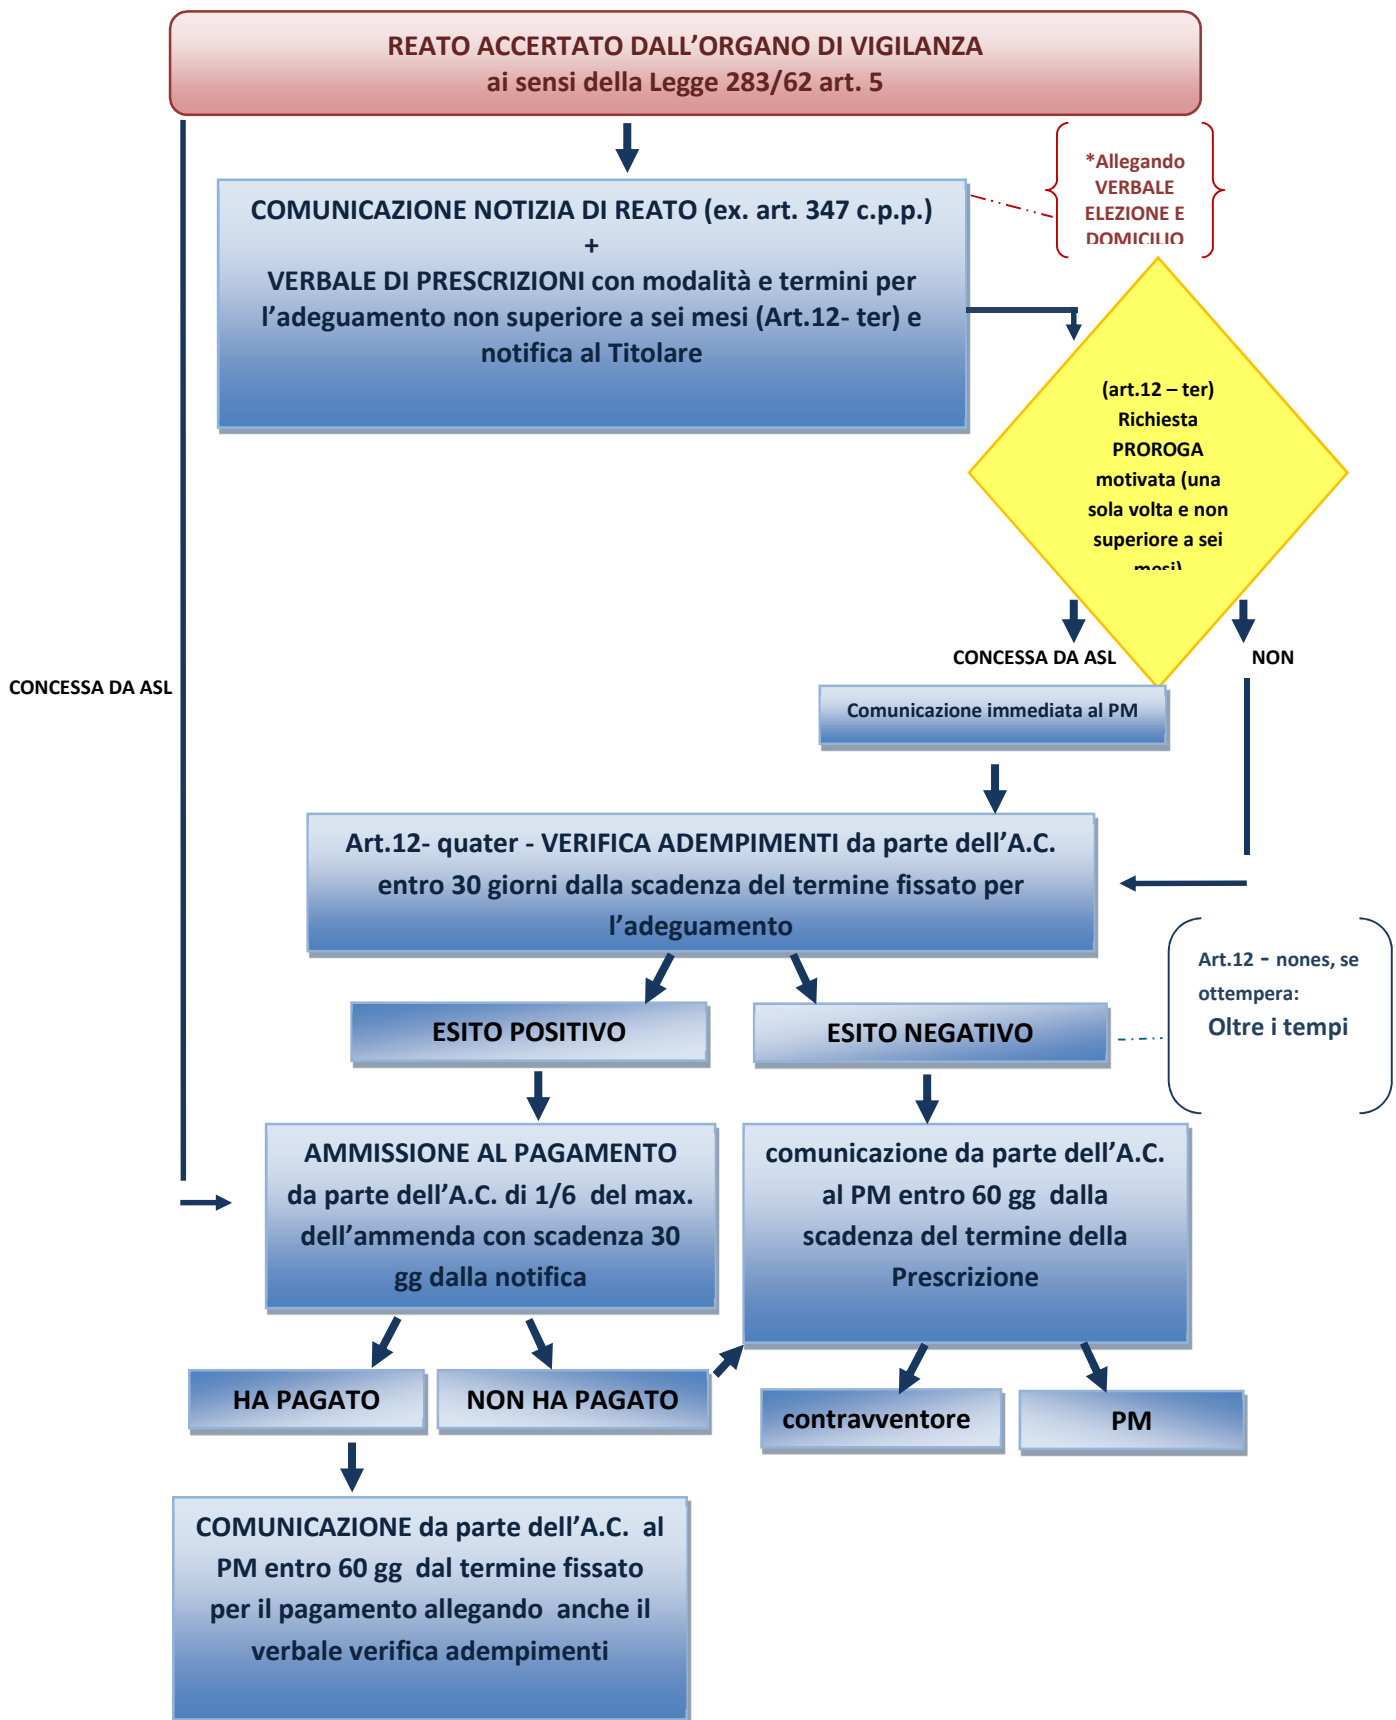 REATO ACCERTATO DALL'ORGANO DI VIGILANZA
ai sensi della Legge 283/62 art. 5
*Allegando
VERBALE
ELEZIONE E
DOMICILIO
COMUNICAZIONE NOTIZIA DI REATO (ex. art. 347 c.p.p.)
+
VERBALE DI PRESCRIZIONI con modalità e termini per
l'adeguamento non superiore a sei mesi (Art.12- ter) e
notifica al Titolare
(art.12 – ter)
Richiesta
PROROGA
motivata (una
sola volta e non
superiore a sei
mesi)
CONCESSA DA ASL
NON
CONCESSA DA ASL
Comunicazione immediata al PM
Art.12- quater - VERIFICA ADEMPIMENTI da parte dell'A.C.
entro 30 giorni dalla scadenza del termine fissato per
l'adeguamento
Art.12 - nones, se
ottempera:
Oltre i tempi
ESITO POSITIVO
ESITO NEGATIVO
AMMISSIONE AL PAGAMENTO
da parte dell'A.C. di 1/6 del max.
dell'ammenda con scadenza 30
gg dalla notifica
comunicazione da parte dell'A.C.
al PM entro 60 gg dalla
scadenza del termine della
Prescrizione
HA PAGATO
NON HA PAGATO
contravventore
PM
COMUNICAZIONE da parte dell'A.C. al
PM entro 60 gg dal termine fissato
per il pagamento allegando anche il
verbale verifica adempimenti